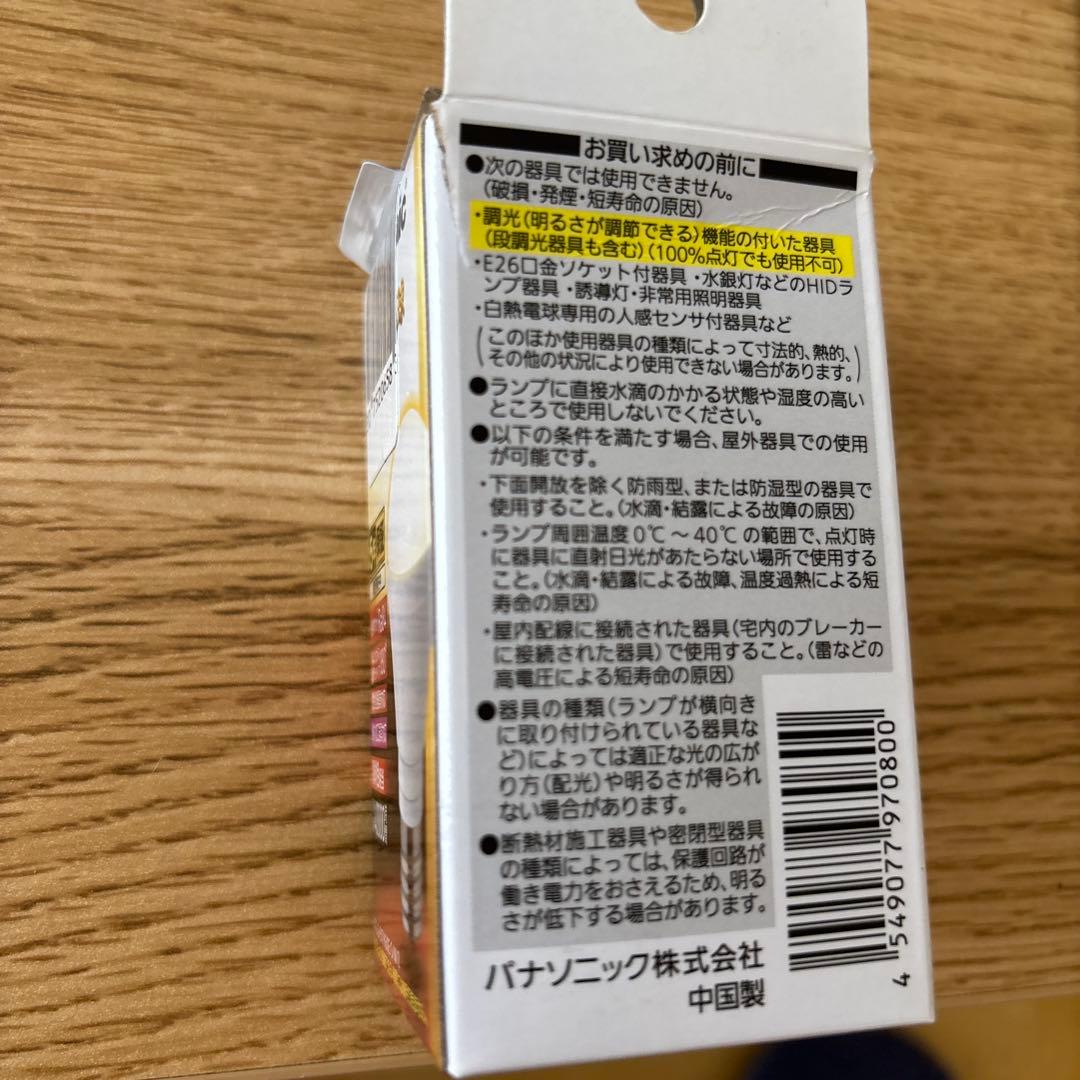 お買い求めの前に
●次の器具では使用できません。
(破損・発煙・短寿命の原因)
・調光(明るさが調節できる)機能の付いた器具
(段調光器具も含む)(100%点灯でも使用不可)
・E26口金ソケット付器具 ・水銀灯などのHIDラ
ンプ器具 ・誘導灯・非常用照明器具
・白熱電球専用の人感センサ付器具など
(このほか使用器具の種類によって寸法的、熱的、
その他の状況により使用できない場合があります。)
●ランプに直接水滴のかかる状態や湿度の高い
ところで使用しないでください。
●以下の条件を満たす場合、屋外器具での使用
が可能です。
・下面開放を除く防雨型、または防湿型の器具で
使用すること。(水滴・結露による故障の原因)
・ランプ周囲温度 0℃ ～ 40℃ の範囲で、点灯時
に器具に直射日光があたらない場所で使用する
こと。(水滴・結露による故障、温度過熱による短
寿命の原因)
・屋内配線に接続された器具(宅内のブレーカー
に接続された器具)で使用すること。(雷などの
高電圧による短寿命の原因)
●器具の種類(ランプが横向き
に取り付けられている器具な
ど)によっては適正な光の広が
り方(配光)や明るさが得られ
ない場合があります。
●断熱材施工器具や密閉型器具
の種類によっては、保護回路が
働き電力をおさえるため、明る
さが低下する場合があります。
パナソニック株式会社
中国製
4 549077 970800